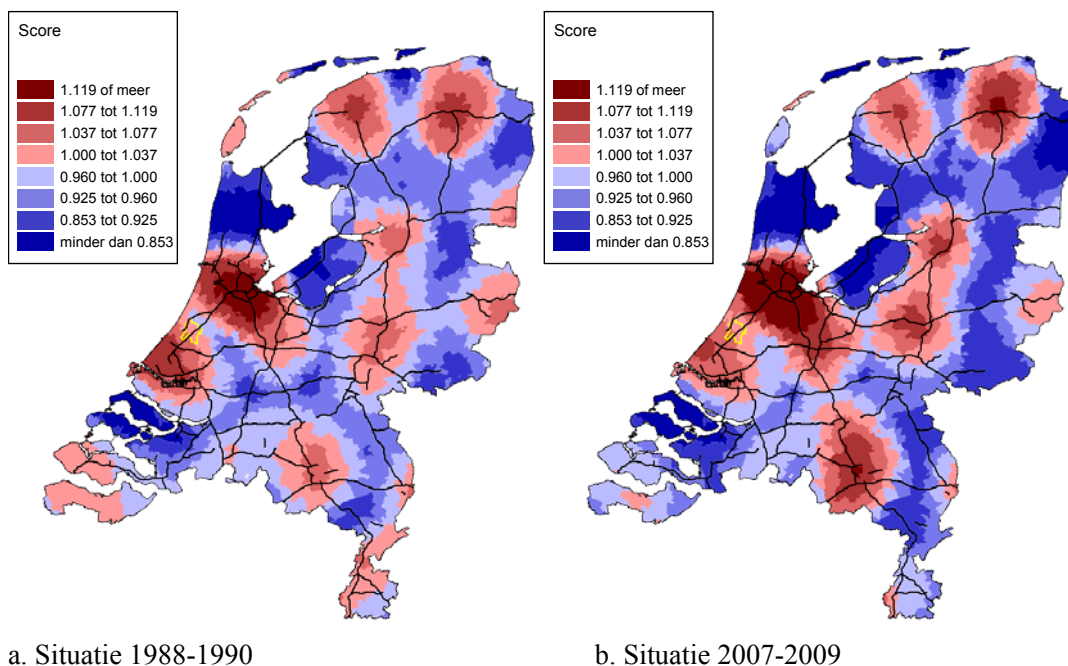 Score
1.119 of meer
1.077 tot 1.119
1.037 tot 1.077
1.000 tot 1.037
0.960 tot 1.000
0.925 tot 0.960
0.853 tot 0.925
minder dan 0.853
Score
1.119 of meer
1.077 tot 1.119
1.037 tot 1.077
1.000 tot 1.037
0.960 tot 1.000
0.925 tot 0.960
0.853 tot 0.925
minder dan 0.853
a. Situatie 1988-1990
b. Situatie 2007-2009